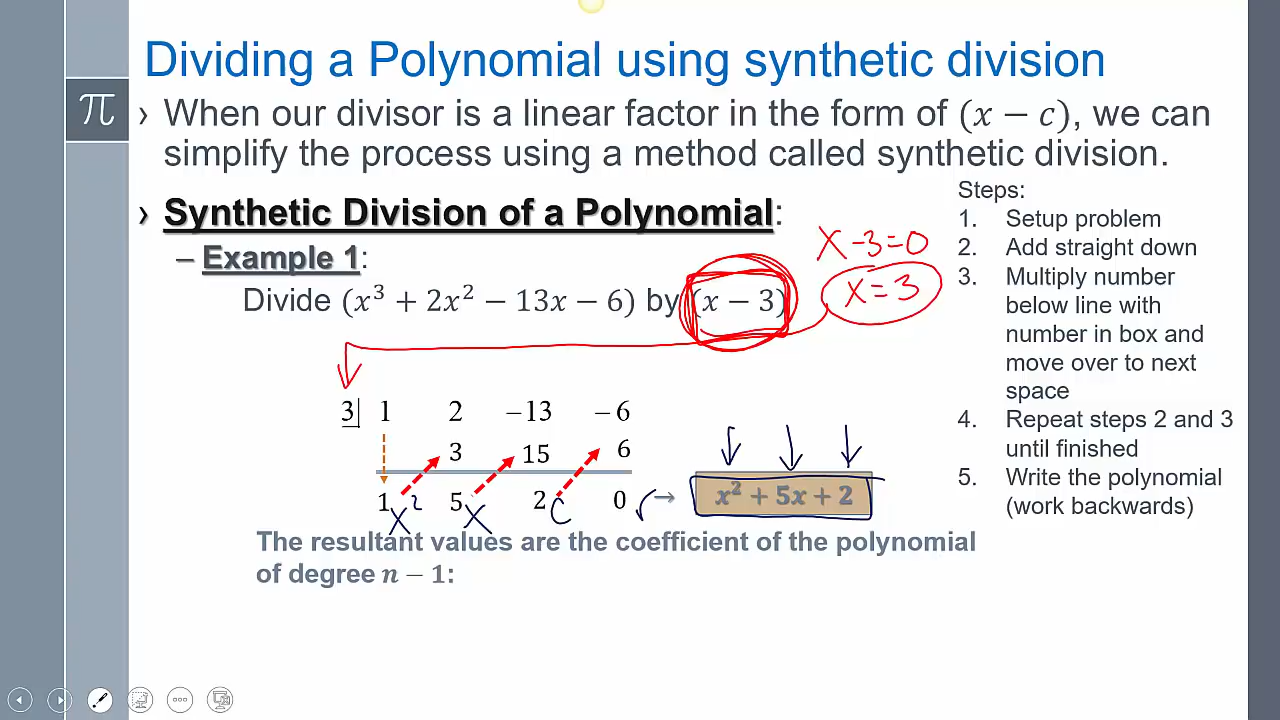 Dividing a Polynomial using synthetic division
π
› When our divisor is a linear factor in the form of (x − c), we can
simplify the process using a method called synthetic division.
› Synthetic Division of a Polynomial:
– Example 1:
Divide (x³ + 2x² − 13x − 6) by (x − 3)
x-3=0
x=3
3| 1 2 −13 −6
3 15 6
1 5 2 0 → x² + 5x + 2
x² x c r
The resultant values are the coefficient of the polynomial
of degree n − 1:
Steps:
1. Setup problem
2. Add straight down
3. Multiply number
below line with
number in box and
move over to next
space
4. Repeat steps 2 and 3
until finished
5. Write the polynomial
(work backwards)